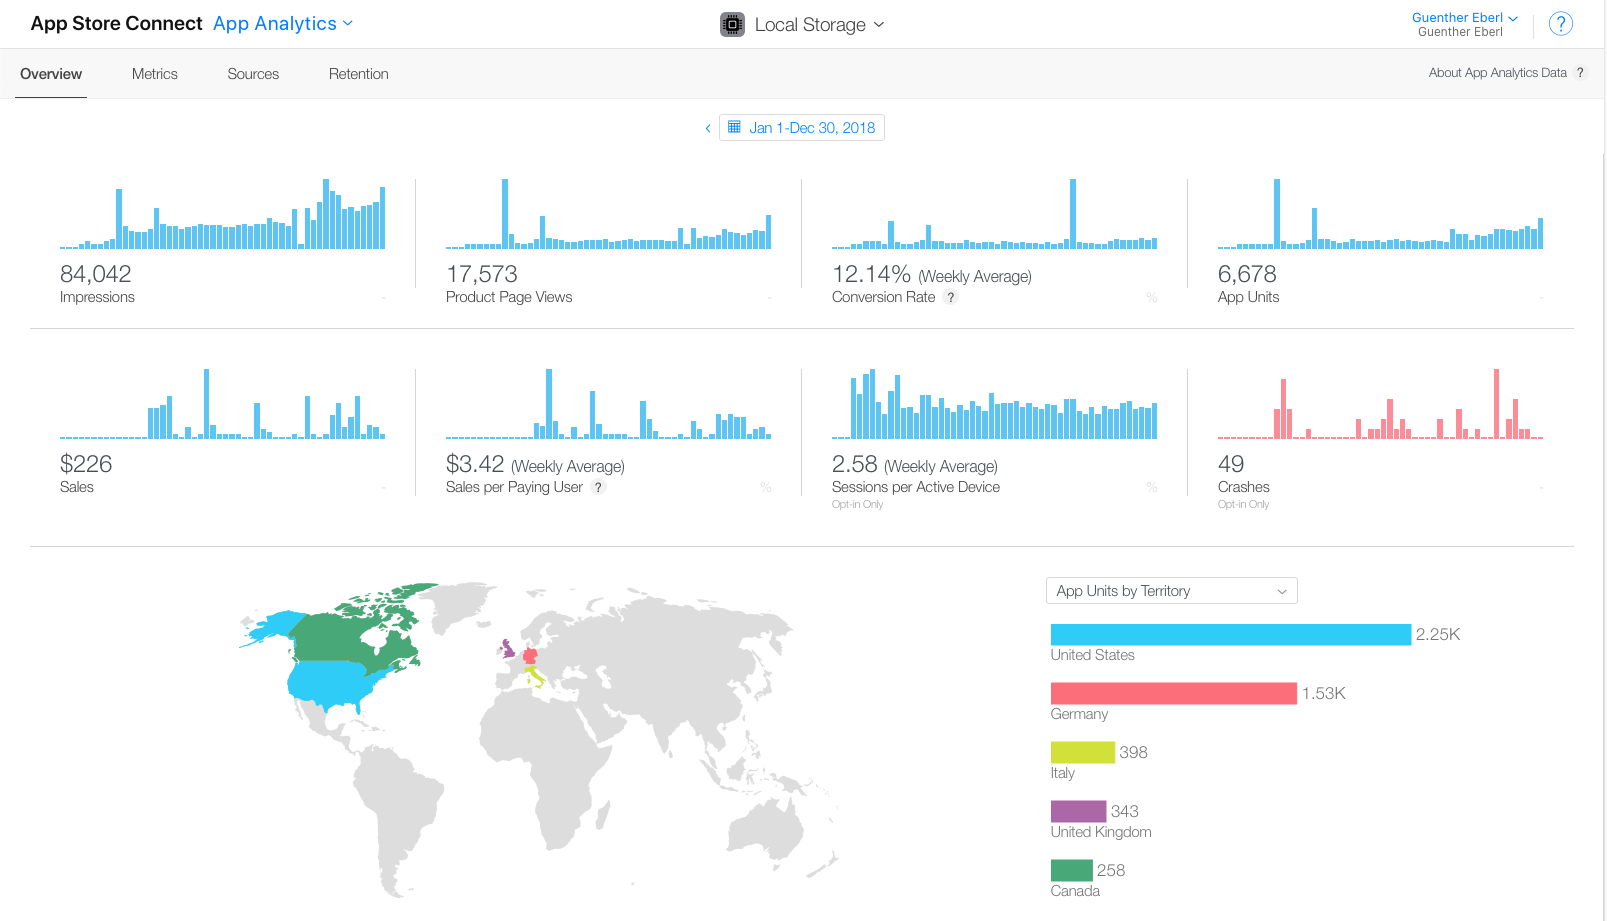 App Store Connect App Analytics
Local Storage
Guenther Eberl
Guenther Eberl
?
Overview Metrics Sources Retention
About App Analytics Data ?
Jan 1-Dec 30, 2018
84,042
Impressions
-
17,573
Product Page Views
-
12.14% (Weekly Average)
Conversion Rate ?
%
6,678
App Units
-
$226
Sales
-
$3.42 (Weekly Average)
Sales per Paying User ?
%
2.58 (Weekly Average)
Sessions per Active Device
%
Opt-in Only
49
Crashes
-
Opt-in Only
App Units by Territory
2.25K
United States
1.53K
Germany
398
Italy
343
United Kingdom
258
Canada